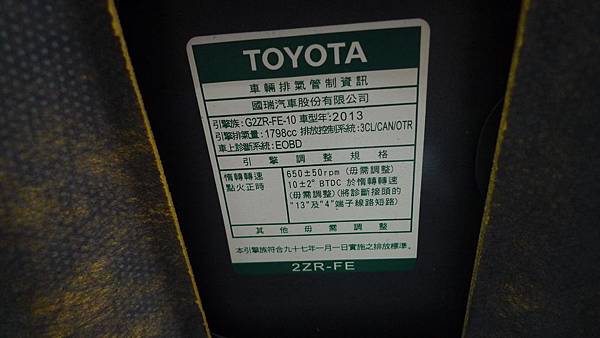 TOYOTA
車輛排氣管制資訊
國瑞汽車股份有限公司
引擎族:G2ZR-FE-10 車型年:2013
引擎排氣量:1798cc 排放控制系統:3CL/CAN/OTR
車上診斷系統:EOBD
引擎調整規格
惰轉轉速 650±50rpm (毋需調整)
點火正時 10±2° BTDC 於惰轉轉速
(毋需調整)(將診斷接頭的
"13"及"4"端子線路短路)
其他毋需調整
本引擎族符合九十七年一月一日實施之排放標準。
2ZR-FE